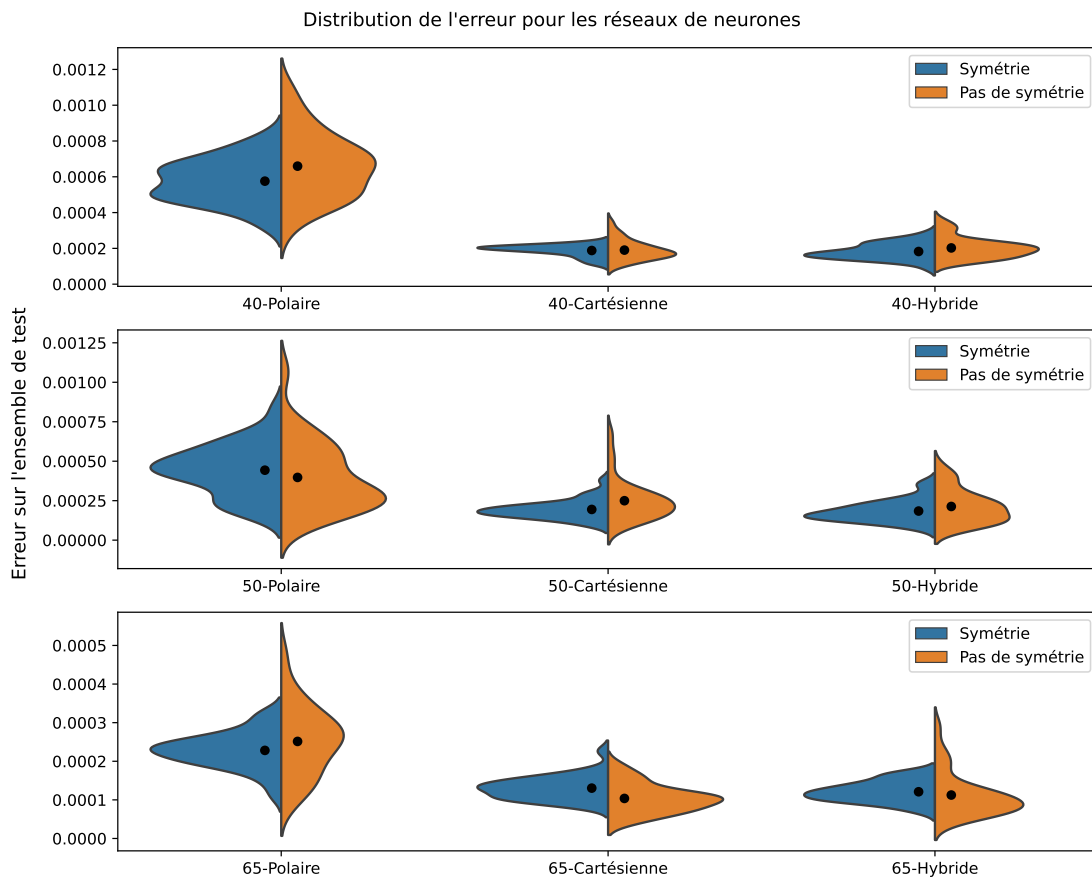 Distribution de l'erreur pour les réseaux de neurones
Erreur sur l'ensemble de test
0.0012
0.0010
0.0008
0.0006
0.0004
0.0002
0.0000
Symétrie
Pas de symétrie
40-Polaire
40-Cartésienne
40-Hybride
0.00125
0.00100
0.00075
0.00050
0.00025
0.00000
Symétrie
Pas de symétrie
50-Polaire
50-Cartésienne
50-Hybride
0.0005
0.0004
0.0003
0.0002
0.0001
0.0000
Symétrie
Pas de symétrie
65-Polaire
65-Cartésienne
65-Hybride